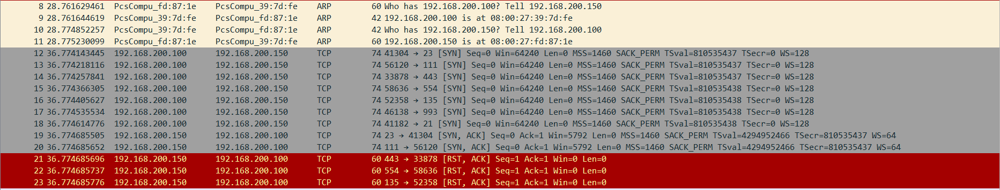 8 28.761629461 PcsCompu_fd:87:1e PcsCompu_39:7d:fe ARP 60 Who has 192.168.200.100? Tell 192.168.200.150
9 28.761644619 PcsCompu_39:7d:fe PcsCompu_fd:87:1e ARP 42 192.168.200.100 is at 08:00:27:39:7d:fe
10 28.774852257 PcsCompu_39:7d:fe PcsCompu_fd:87:1e ARP 42 Who has 192.168.200.150? Tell 192.168.200.100
11 28.775230099 PcsCompu_fd:87:1e PcsCompu_39:7d:fe ARP 60 192.168.200.150 is at 08:00:27:fd:87:1e
12 36.774143445 192.168.200.100 192.168.200.150 TCP 74 41304 → 23 [SYN] Seq=0 Win=64240 Len=0 MSS=1460 SACK_PERM TSval=810535437 TSecr=0 WS=128
13 36.774218116 192.168.200.100 192.168.200.150 TCP 74 56120 → 111 [SYN] Seq=0 Win=64240 Len=0 MSS=1460 SACK_PERM TSval=810535437 TSecr=0 WS=128
14 36.774257841 192.168.200.100 192.168.200.150 TCP 74 33878 → 443 [SYN] Seq=0 Win=64240 Len=0 MSS=1460 SACK_PERM TSval=810535437 TSecr=0 WS=128
15 36.774366305 192.168.200.100 192.168.200.150 TCP 74 58636 → 554 [SYN] Seq=0 Win=64240 Len=0 MSS=1460 SACK_PERM TSval=810535438 TSecr=0 WS=128
16 36.774405627 192.168.200.100 192.168.200.150 TCP 74 52358 → 135 [SYN] Seq=0 Win=64240 Len=0 MSS=1460 SACK_PERM TSval=810535438 TSecr=0 WS=128
17 36.774535534 192.168.200.100 192.168.200.150 TCP 74 46138 → 993 [SYN] Seq=0 Win=64240 Len=0 MSS=1460 SACK_PERM TSval=810535438 TSecr=0 WS=128
18 36.774614776 192.168.200.100 192.168.200.150 TCP 74 41182 → 21 [SYN] Seq=0 Win=64240 Len=0 MSS=1460 SACK_PERM TSval=810535438 TSecr=0 WS=128
19 36.774685505 192.168.200.150 192.168.200.100 TCP 74 23 → 41304 [SYN, ACK] Seq=0 Ack=1 Win=5792 Len=0 MSS=1460 SACK_PERM TSval=4294952466 TSecr=810535437 WS=64
20 36.774685652 192.168.200.150 192.168.200.100 TCP 74 111 → 56120 [SYN, ACK] Seq=0 Ack=1 Win=5792 Len=0 MSS=1460 SACK_PERM TSval=4294952466 TSecr=810535437 WS=64
21 36.774685696 192.168.200.150 192.168.200.100 TCP 60 443 → 33878 [RST, ACK] Seq=1 Ack=1 Win=0 Len=0
22 36.774685737 192.168.200.150 192.168.200.100 TCP 60 554 → 58636 [RST, ACK] Seq=1 Ack=1 Win=0 Len=0
23 36.774685776 192.168.200.150 192.168.200.100 TCP 60 135 → 52358 [RST, ACK] Seq=1 Ack=1 Win=0 Len=0